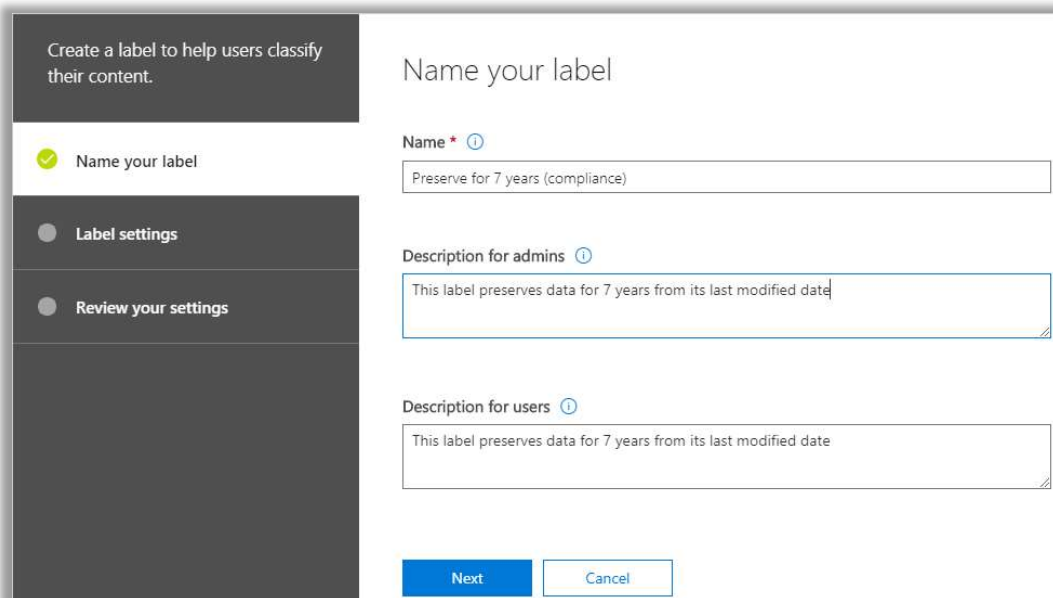 Create a label to help users classify
their content.
Name your label
Label settings
Review your settings
Name your label
Name *
Preserve for 7 years (compliance)
Description for admins
This label preserves data for 7 years from its last modified date
Description for users
This label preserves data for 7 years from its last modified date
Next
Cancel